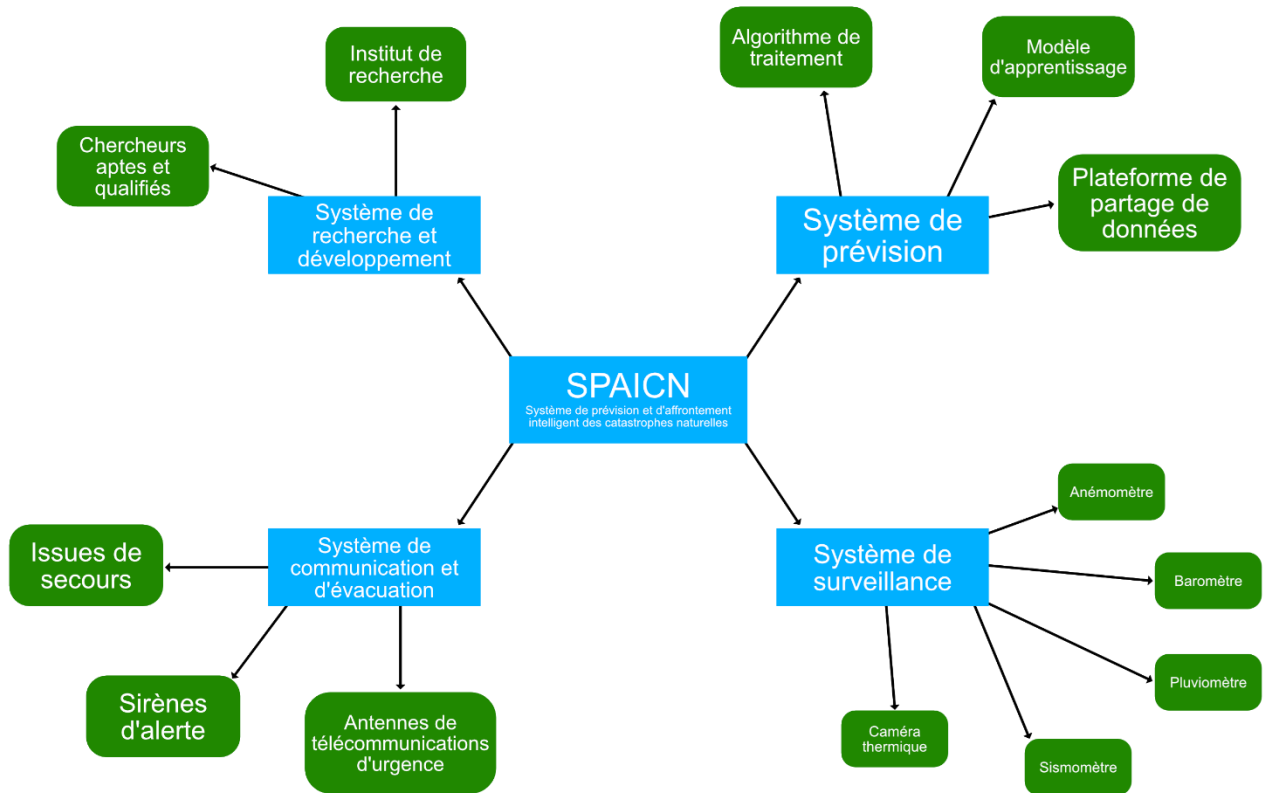 Institut de
recherche
Chercheurs
aptes et
qualifiés
Système de
recherche et
développement
Algorithme de
traitement
Modèle
d'apprentissage
Plateforme de
partage de
données
Système de
prévision
SPAICN
Système de prévision et d'affrontement
intelligent des catastrophes naturelles
Système de
communication et
d'évacuation
Issues de
secours
Sirènes
d'alerte
Antennes de
télécommunications
d'urgence
Système de
surveillance
Anémomètre
Baromètre
Pluviomètre
Sismomètre
Caméra
thermique